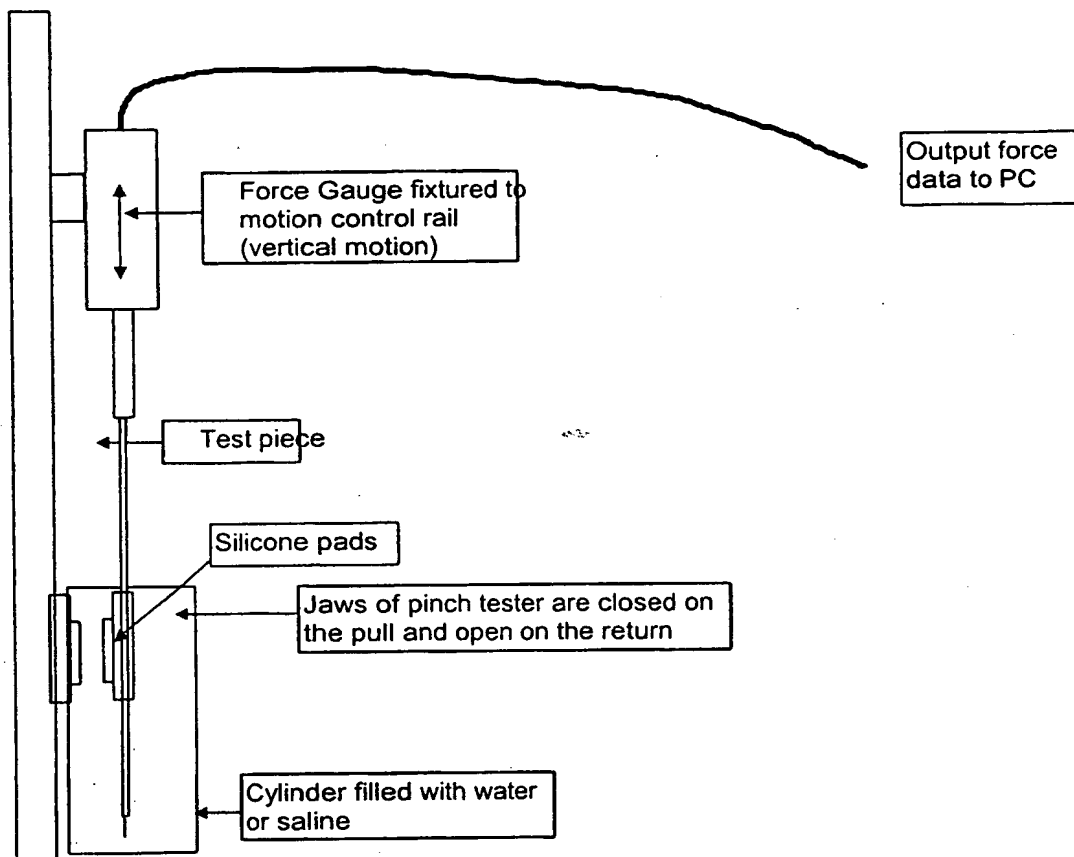 Output force
data to PC
Force Gauge fixtured to
motion control rail
(vertical motion)
Test piece
Silicone pads
Jaws of pinch tester are closed on
the pull and open on the return
Cylinder filled with water
or saline